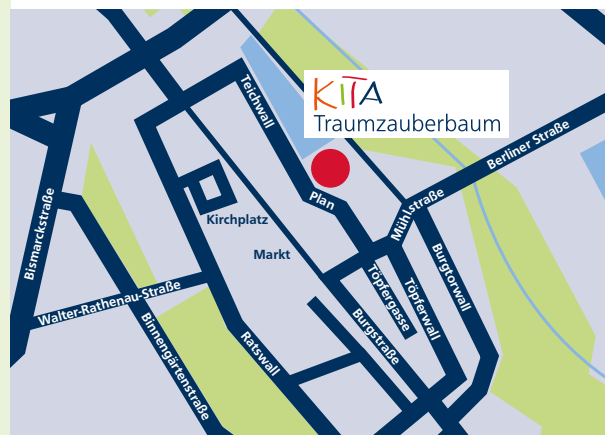 KITA
Traumzauberbaum
Teichwall
Berliner Straße
Plan
Mühlstraße
Kirchplatz
Markt
Bismarckstraße
Walter-Rathenau-Straße
Binnengärtenstraße
Ratswall
Burgstraße
Töpfergasse
Töpferwall
Burgtorwall